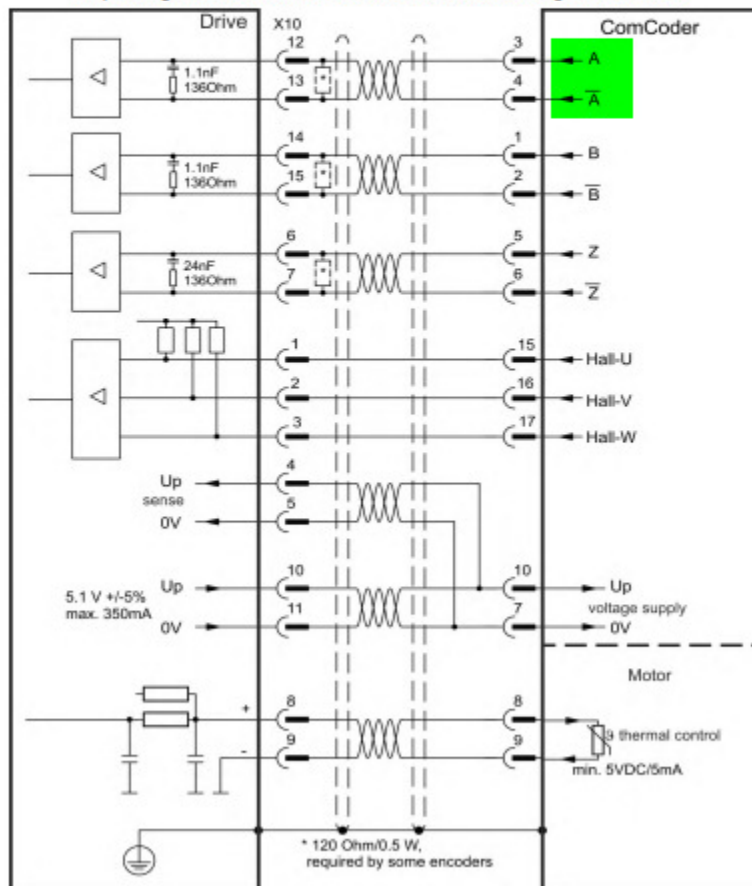 Drive X10 ComCoder
12 3 A
1.1nF
136Ohm
*
13 4 A̅
14 1 B
1.1nF
136Ohm
*
15 2 B̅
6 5 Z
24nF
136Ohm
*
7 6 Z̅
1 15 Hall-U
2 16 Hall-V
3 17 Hall-W
Up 4
sense
0V 5
5.1 V +/-5%
max. 350mA
Up 10 10 Up
voltage supply
0V 11 7 0V
Motor
+ 8 8
thermal control
- 9 9
min. 5VDC/5mA
* 120 Ohm/0.5 W,
required by some encoders